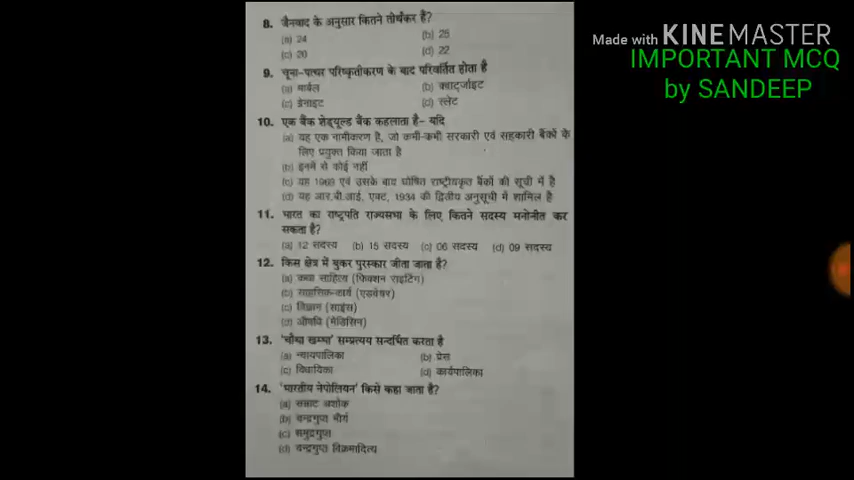 Made with KINEMASTER
IMPORTANT MCQ
by SANDEEP
8. जैनवाद के अनुसार कितने तीर्थंकर हैं?
(a) 24 (b) 25
(c) 20 (d) 22
9. चूना-पत्थर परिष्कृतीकरण के बाद परिवर्तित होता है
(a) मार्बल (b) क्वार्ट्जाइट
(c) ग्रेनाइट (d) स्लेट
10. एक बैंक शेड्यूल्ड बैंक कहलाता है- यदि
(a) यह एक नामीकरण है, जो कभी-कभी सरकारी एवं सहकारी बैंकों के
लिए प्रयुक्त किया जाता है
(b) इनमें से कोई नहीं
(c) यह 1969 एवं उसके बाद घोषित राष्ट्रीयकृत बैंकों की सूची में है
(d) यह आर.बी.आई. एक्ट, 1934 की द्वितीय अनुसूची में शामिल है
11. भारत का राष्ट्रपति राज्यसभा के लिए कितने सदस्य मनोनीत कर
सकता है?
(a) 12 सदस्य (b) 15 सदस्य (c) 06 सदस्य (d) 09 सदस्य
12. किस क्षेत्र में बुकर पुरस्कार जीता जाता है?
(a) कथा साहित्य (फिक्शन राइटिंग)
(b) साहसिक-कार्य (एडवेंचर)
(c) विज्ञान (साइंस)
(d) औषधि (मेडिसिन)
13. 'चौथा खम्भा' सम्प्रत्यय सन्दर्भित करता है
(a) न्यायपालिका (b) प्रेस
(c) विधायिका (d) कार्यपालिका
14. 'भारतीय नेपोलियन' किसे कहा जाता है?
(a) सम्राट अशोक
(b) चन्द्रगुप्त मौर्य
(c) समुद्रगुप्त
(d) चन्द्रगुप्त विक्रमादित्य